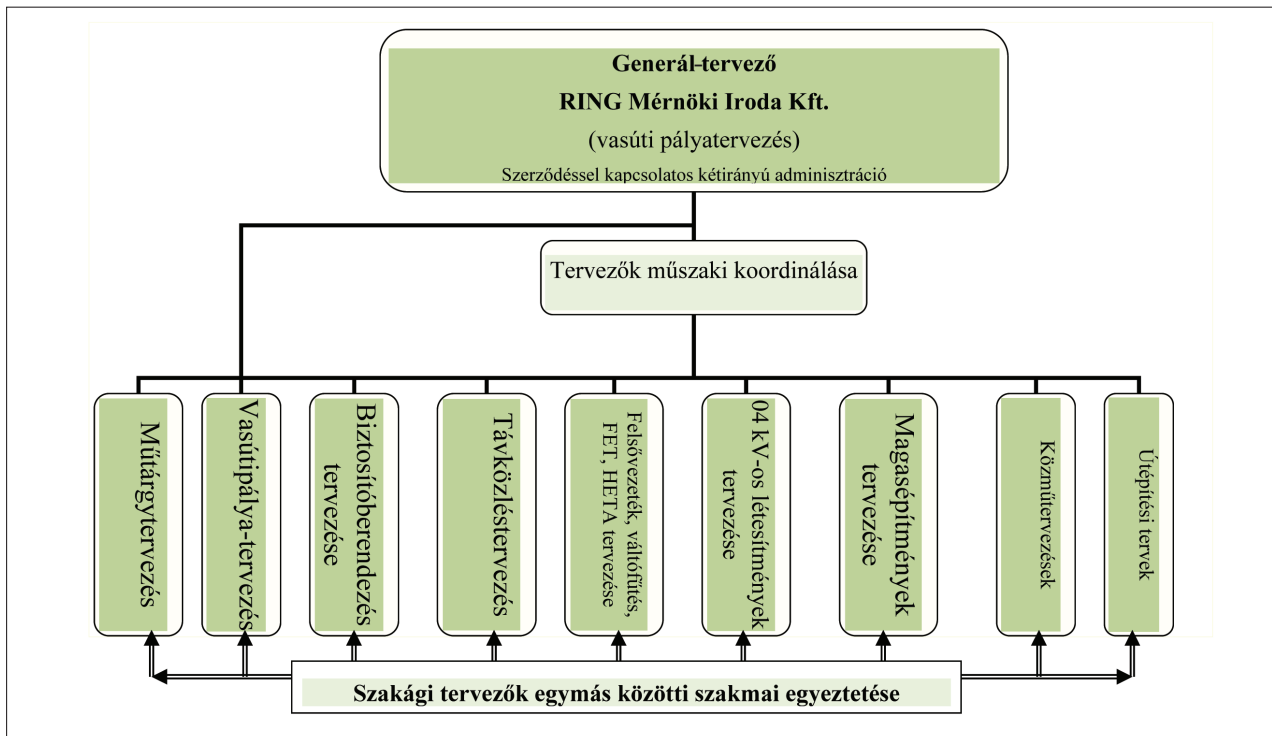 Generál-tervező
RING Mérnöki Iroda Kft.
(vasúti pályatervezés)
Szerződéssel kapcsolatos kétirányú adminisztráció
Tervezők műszaki koordinálása
Műtárgytervezés
Vasútipálya-tervezés
Biztosítóberendezés
tervezése
Távközléstervezés
Felsővezeték, váltófűtés,
FET, HETA tervezése
04 kV-os létesítmények
tervezése
Magasépítmények
tervezése
Közműtervezések
Útépítési tervek
Szakági tervezők egymás közötti szakmai egyeztetése